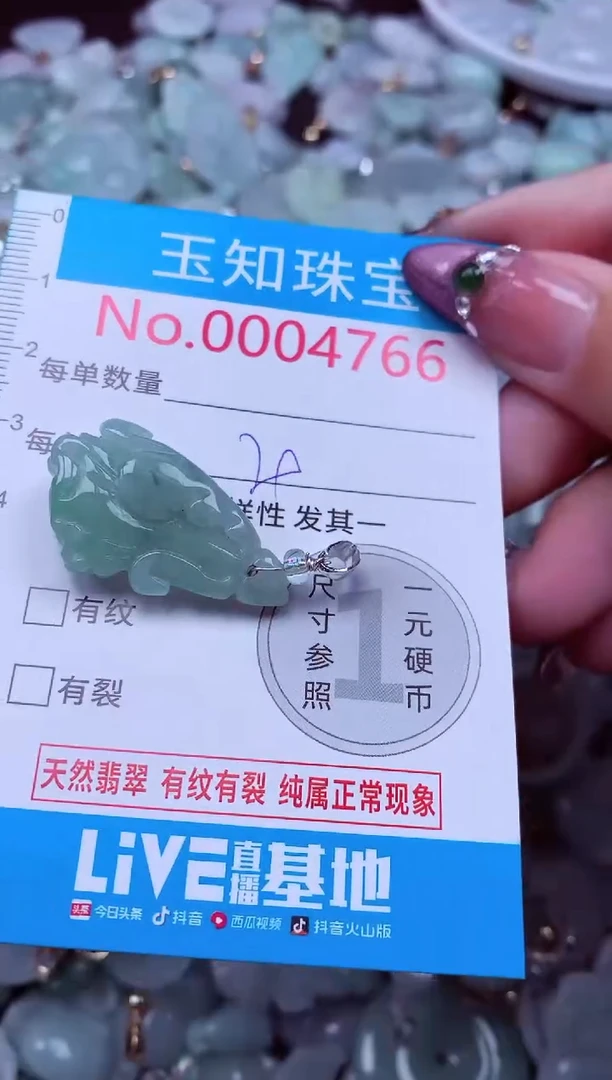 0
玉知珠宝
1
No.0004766
2
每单数量
3
每
4
样性 发其一
尺寸参照
一元硬币
1
有纹
有裂
天然翡翠 有纹有裂 纯属正常现象
LiVE直播基地
头条 今日头条 抖音 西瓜视频 抖音火山版